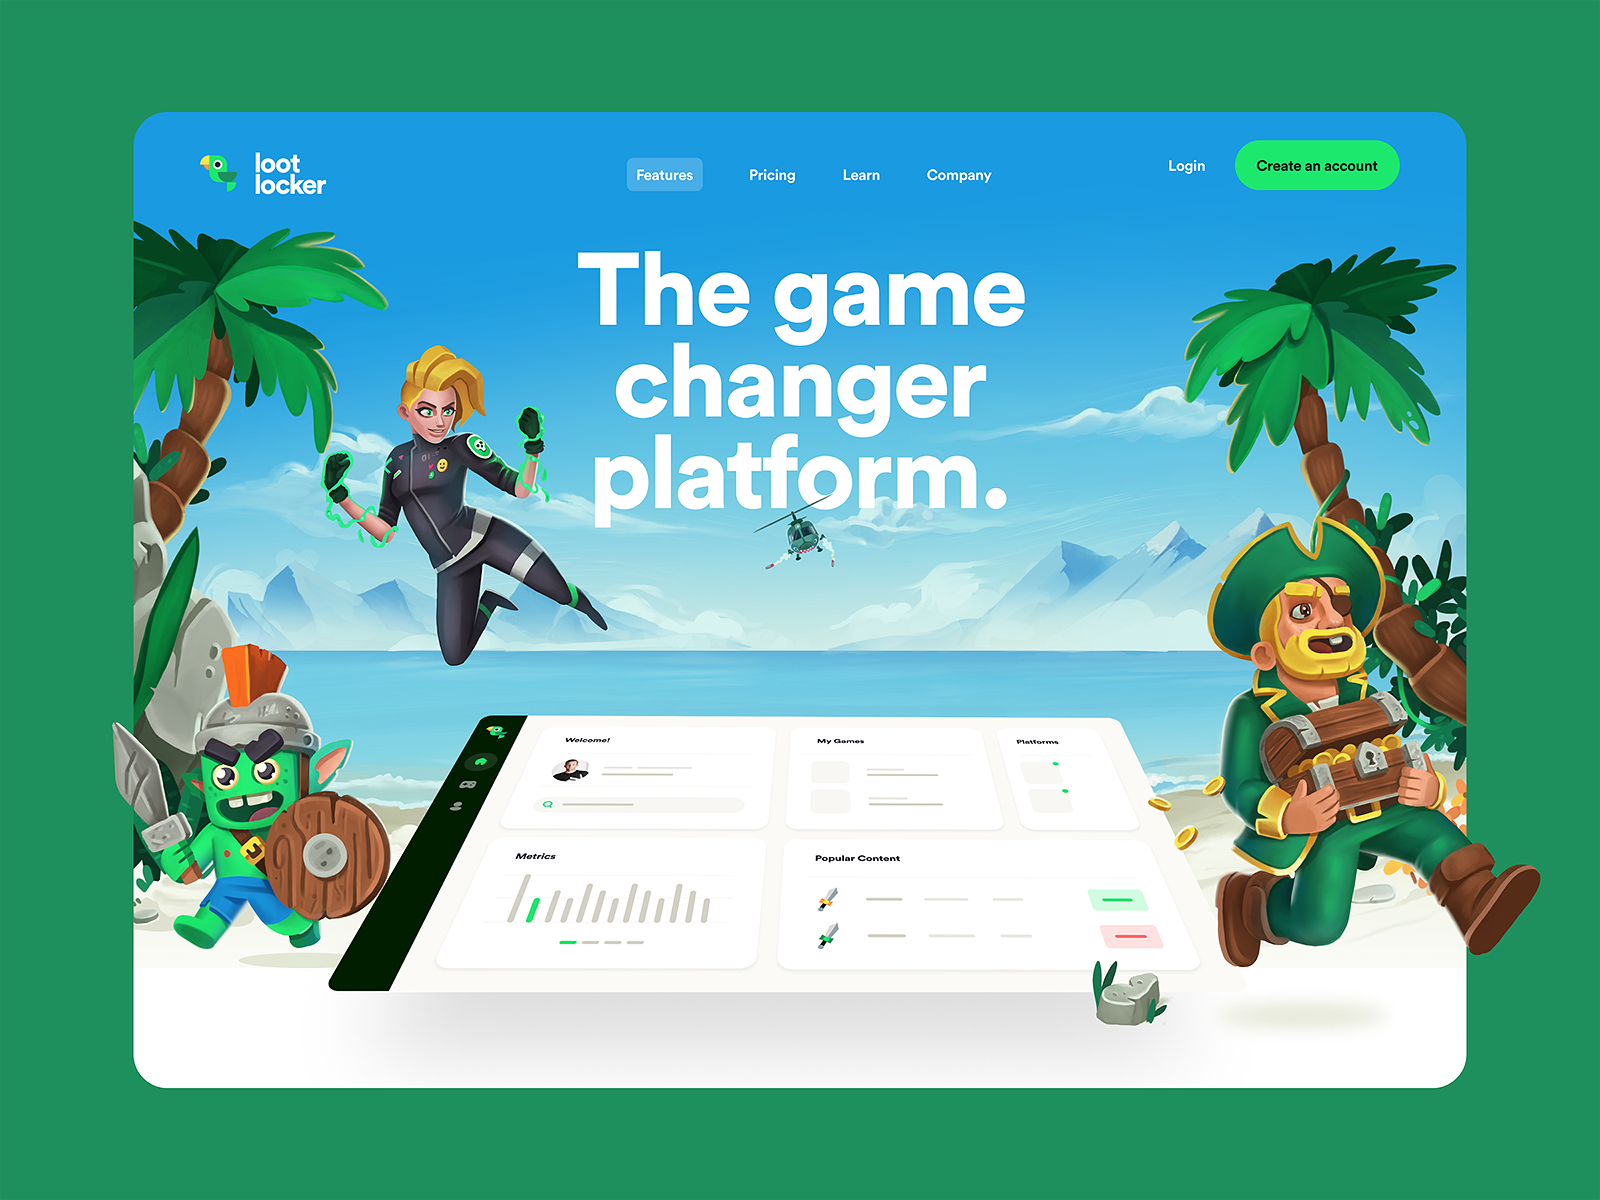 loot
locker
Features
Pricing
Learn
Company
Login
Create an account
The game
changer
platform.
Welcome!
My Games
Platforms
Metrics
Popular Content